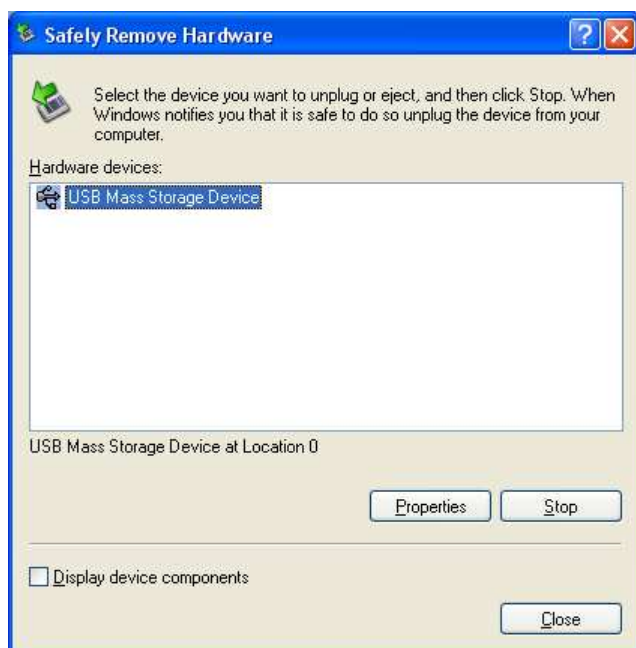 Safely Remove Hardware
Select the device you want to unplug or eject, and then click Stop. When
Windows notifies you that it is safe to do so unplug the device from your
computer.
Hardware devices:
USB Mass Storage Device
USB Mass Storage Device at Location 0
Properties Stop
Display device components
Close